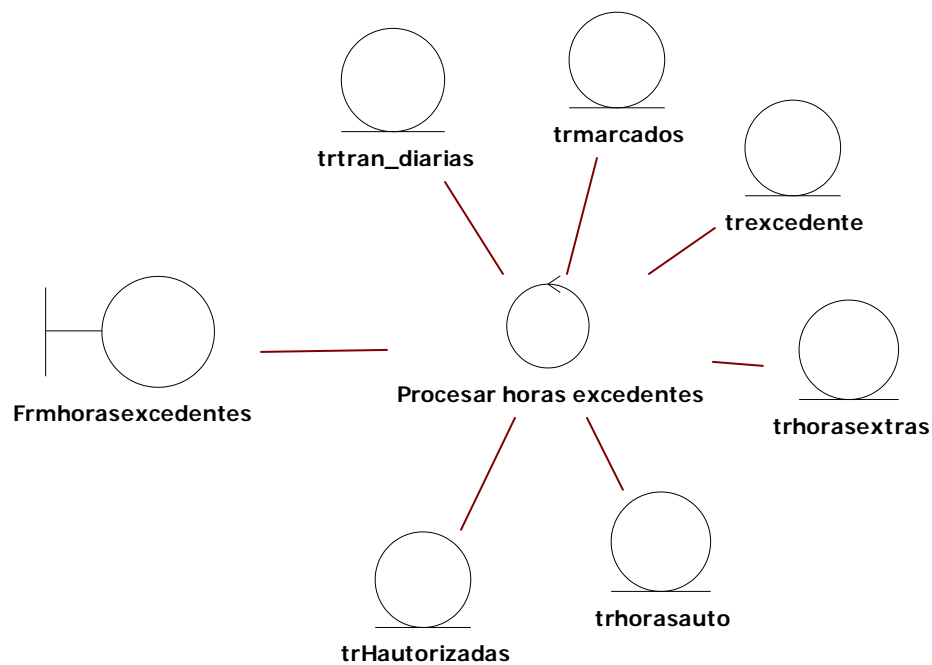 trmarcados
trtran_diarias
trexcedente
Procesar horas excedentes
Frmhorasexcedentes
trhorasextras
trhorasauto
trHautorizadas